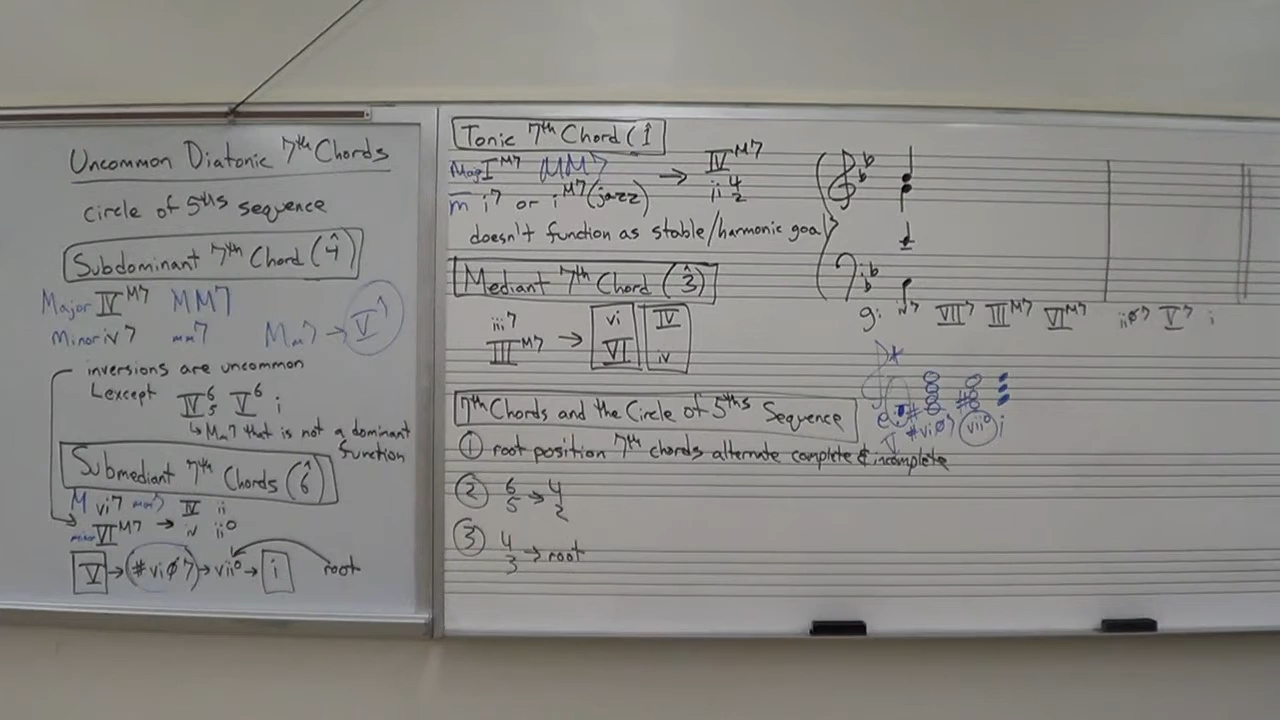 Uncommon Diatonic 7th Chords
circle of 5ths sequence
Subdominant 7th Chord (4̂)
Major IV M7 MM7
Minor iv7 mm7 Mm7 → V7
inversions are uncommon
except IV 6/5 V6 i
↳ Mm7 that is not a dominant function
Submediant 7th Chords (6̂)
M vi7 mm7 IV ii
minor VI M7 → iv ii°
V → #viø7 → vii° → i root
Tonic 7th Chord (1̂
Maj I M7 MM7 → IV M7
m i7 or i M7 (jazz) ii 4/2
doesn't function as stable/harmonic goal
Mediant 7th Chord (3̂)
iii7 vi IV
III M7 → VI iv
7th Chords and the Circle of 5ths Sequence
① root position 7th chords alternate complete & incomplete
② 6/5 → 4/2
③ 4/3 → root
g: iv7 VII7 III M7 VI M7 iiø7 V7 i
e: # #
V #viø7 vii° i